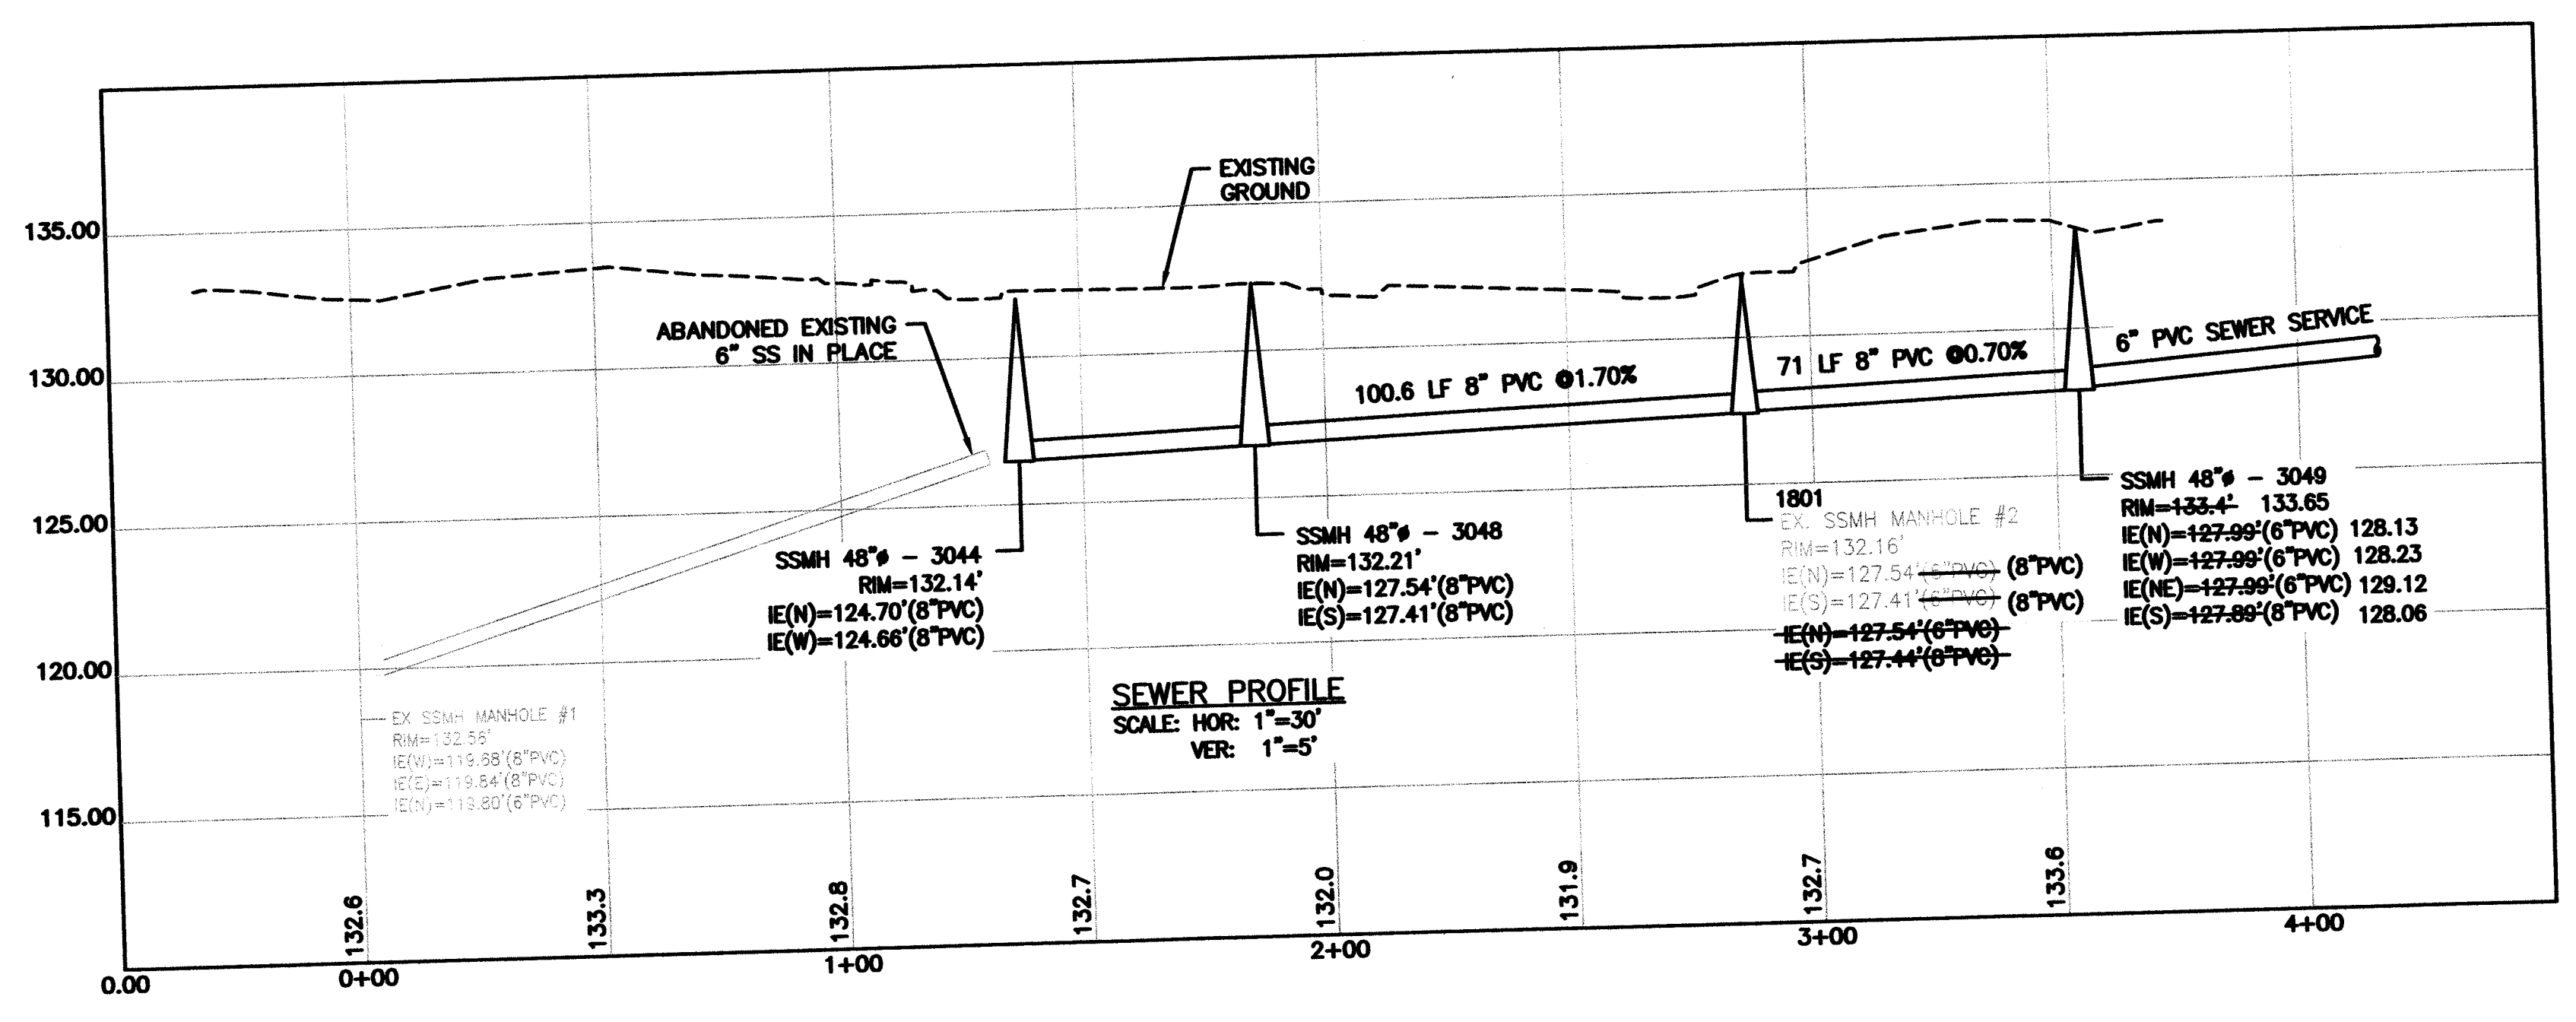 EXISTING
GROUND
135.00
ABANDONED EXISTING
6" SS IN PLACE
130.00
100.6 LF 8" PVC @1.70%
71 LF 8" PVC @0.70%
6" PVC SEWER SERVICE
125.00
SSMH 48"ø - 3044
RIM=132.14'
IE(N)=124.70'(8"PVC)
IE(W)=124.66'(8"PVC)
SSMH 48"ø - 3048
RIM=132.21'
IE(N)=127.54'(8"PVC)
IE(S)=127.41'(8"PVC)
1801
EX. SSMH MANHOLE #2
RIM=132.16'
IE(N)=127.54'(6"PVC) (8"PVC)
IE(S)=127.41'(6"PVC) (8"PVC)
IE(N)=127.54'(6"PVC)
IE(S)=127.44'(8"PVC)
SSMH 48"ø - 3049
RIM=133.4' 133.65
IE(N)=127.99'(6"PVC) 128.13
IE(W)=127.99'(6"PVC) 128.23
IE(NE)=127.99'(6"PVC) 129.12
IE(S)=127.89'(8"PVC) 128.06
120.00
EX SSMH MANHOLE #1
RIM=132.56'
IE(W)=119.68'(8"PVC)
IE(E)=119.84'(8"PVC)
IE(N)=119.80'(6"PVC)
SEWER PROFILE
SCALE: HOR: 1"=30'
VER: 1"=5'
115.00
132.6
133.3
132.8
132.7
132.0
131.9
132.7
133.6
0.00
0+00
1+00
2+00
3+00
4+00